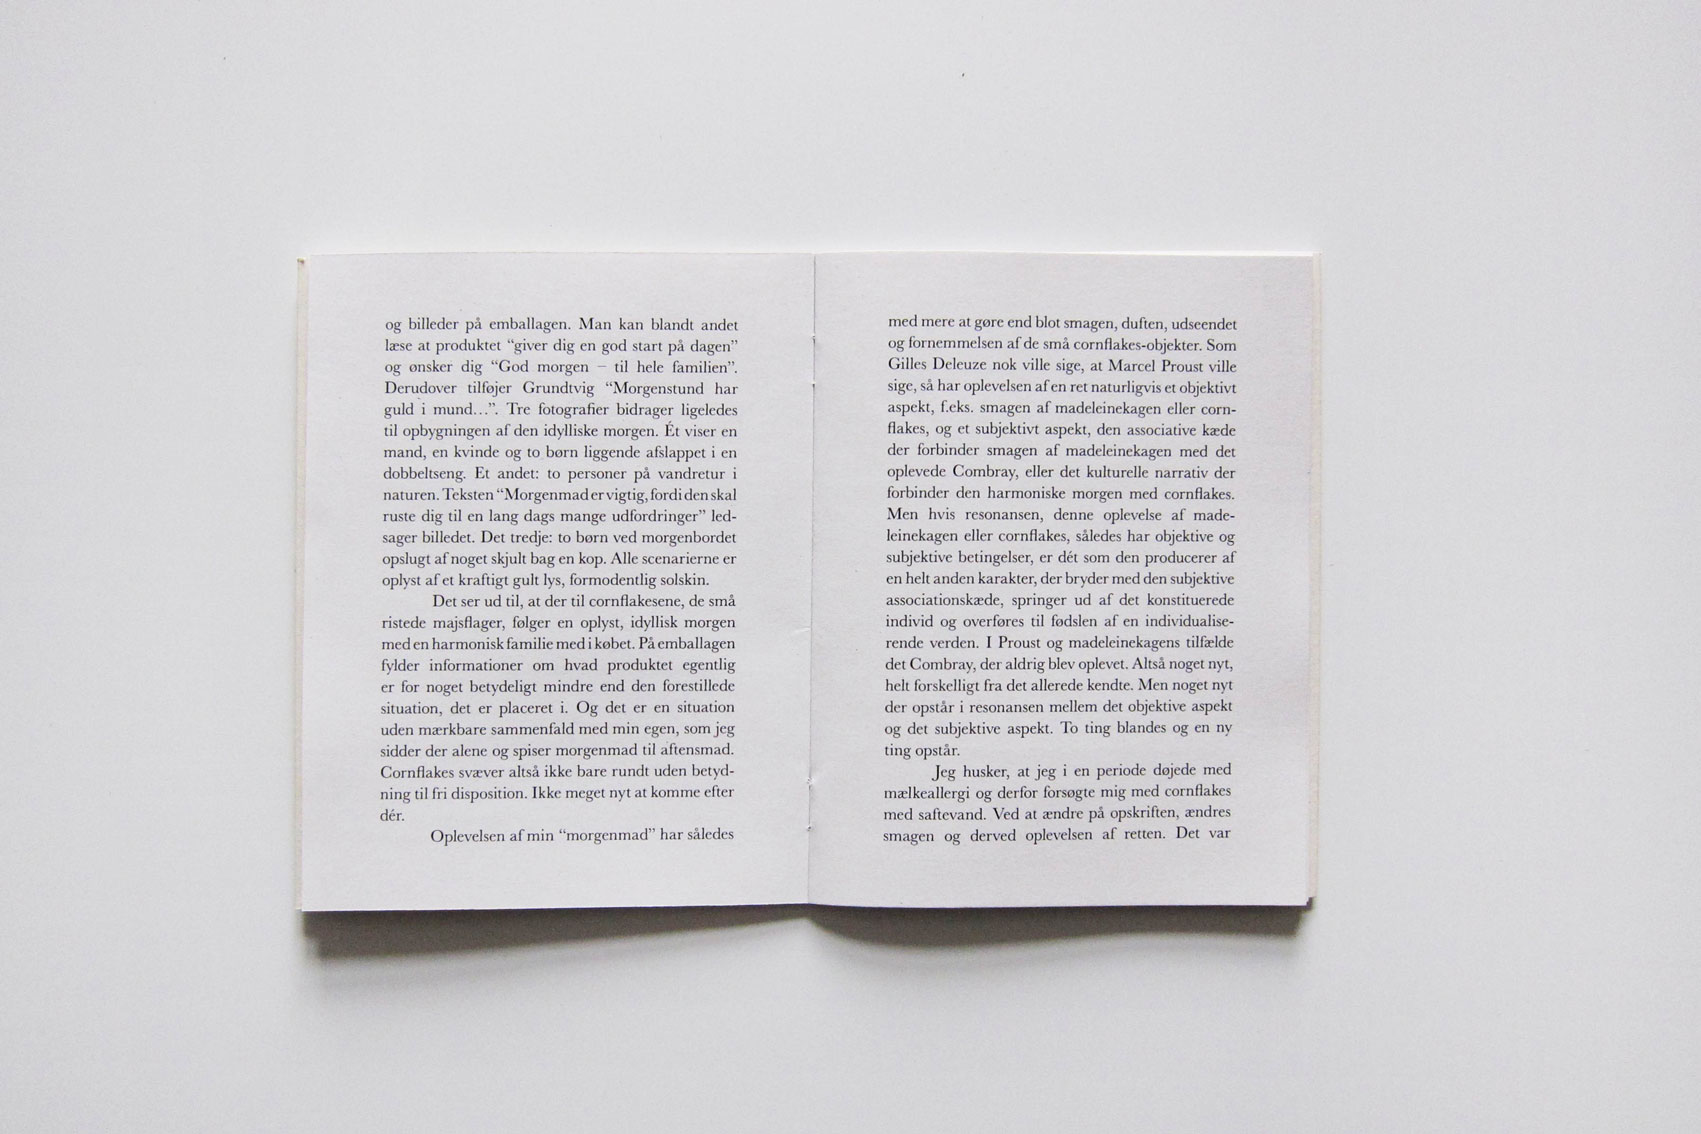 og billeder på emballagen. Man kan blandt andet
læse at produktet “giver dig en god start på dagen”
og ønsker dig “God morgen – til hele familien”.
Derudover tilføjer Grundtvig “Morgenstund har
guld i mund…”. Tre fotografier bidrager ligeledes
til opbygningen af den idylliske morgen. Ét viser en
mand, en kvinde og to børn liggende afslappet i en
dobbeltseng. Et andet: to personer på vandretur i
naturen. Teksten “Morgenmad er vigtig, fordi den skal
ruste dig til en lang dags mange udfordringer” led-
sager billedet. Det tredje: to børn ved morgenbordet
opslugt af noget skjult bag en kop. Alle scenarierne er
oplyst af et kraftigt gult lys, formodentlig solskin.
Det ser ud til, at der til cornflakesene, de små
ristede majsflager, følger en oplyst, idyllisk morgen
med en harmonisk familie med i købet. På emballagen
fylder informationer om hvad produktet egentlig
er for noget betydeligt mindre end den forestillede
situation, det er placeret i. Og det er en situation
uden mærkbare sammenfald med min egen, som jeg
sidder der alene og spiser morgenmad til aftensmad.
Cornflakes svæver altså ikke bare rundt uden betyd-
ning til fri disposition. Ikke meget nyt at komme efter
dér.
Oplevelsen af min “morgenmad” har således
med mere at gøre end blot smagen, duften, udseendet
og fornemmelsen af de små cornflakes-objekter. Som
Gilles Deleuze nok ville sige, at Marcel Proust ville
sige, så har oplevelsen af en ret naturligvis et objektivt
aspekt, f.eks. smagen af madeleinekagen eller corn-
flakes, og et subjektivt aspekt, den associative kæde
der forbinder smagen af madeleinekagen med det
oplevede Combray, eller det kulturelle narrativ der
forbinder den harmoniske morgen med cornflakes.
Men hvis resonansen, denne oplevelse af made-
leinekagen eller cornflakes, således har objektive og
subjektive betingelser, er dét som den producerer af
en helt anden karakter, der bryder med den subjektive
associationskæde, springer ud af det konstituerede
individ og overføres til fødslen af en individualise-
rende verden. I Proust og madeleinekagens tilfælde
det Combray, der aldrig blev oplevet. Altså noget nyt,
helt forskelligt fra det allerede kendte. Men noget nyt
der opstår i resonansen mellem det objektive aspekt
og det subjektive aspekt. To ting blandes og en ny
ting opstår.
Jeg husker, at jeg i en periode døjede med
mælkeallergi og derfor forsøgte mig med cornflakes
med saftevand. Ved at ændre på opskriften, ændres
smagen og derved oplevelsen af retten. Det var